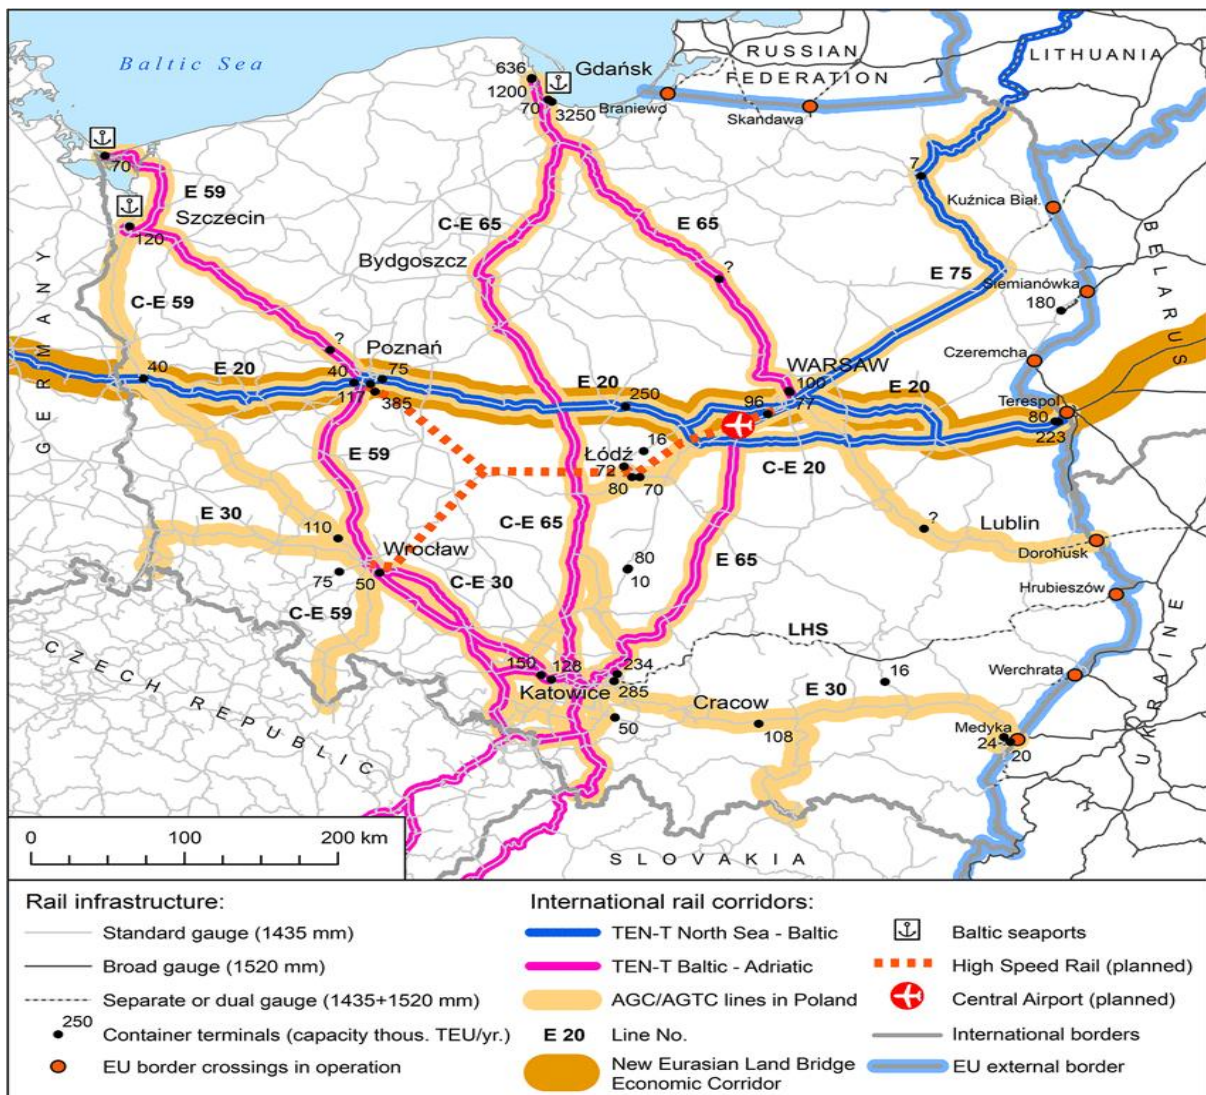 Baltic Sea
RUSSIAN
FEDERATION
LITHUANIA
BELARUS
UKRAINE
SLOVAKIA
CZECH REPUBLIC
GERMANY
636
Gdańsk
1200
70
3250
Braniewo
Skandawa
70
E 59
Szczecin
120
C-E 65
E 65
7
Kuźnica Biał.
Bydgoszcz
?
E 75
Siemianówka
180
C-E 59
?
Poznań
WARSAW
Czeremcha
40
E 20
40
75
117
385
E 20
250
100
96
77
E 20
Terespol
80
223
16
Łódź
72
80
70
C-E 20
E 59
C-E 65
E 30
110
Wrocław
?
Lublin
Dorohusk
75
50
C-E 30
80
10
E 65
Hrubieszów
C-E 59
LHS
150
128
234
285
Katowice
16
Werchrata
Cracow
E 30
50
108
Medyka
24
20
0 100 200 km
Rail infrastructure:
Standard gauge (1435 mm)
Broad gauge (1520 mm)
Separate or dual gauge (1435+1520 mm)
250
Container terminals (capacity thous. TEU/yr.)
EU border crossings in operation
International rail corridors:
TEN-T North Sea - Baltic
TEN-T Baltic - Adriatic
AGC/AGTC lines in Poland
E 20 Line No.
New Eurasian Land Bridge
Economic Corridor
Baltic seaports
High Speed Rail (planned)
Central Airport (planned)
International borders
EU external border